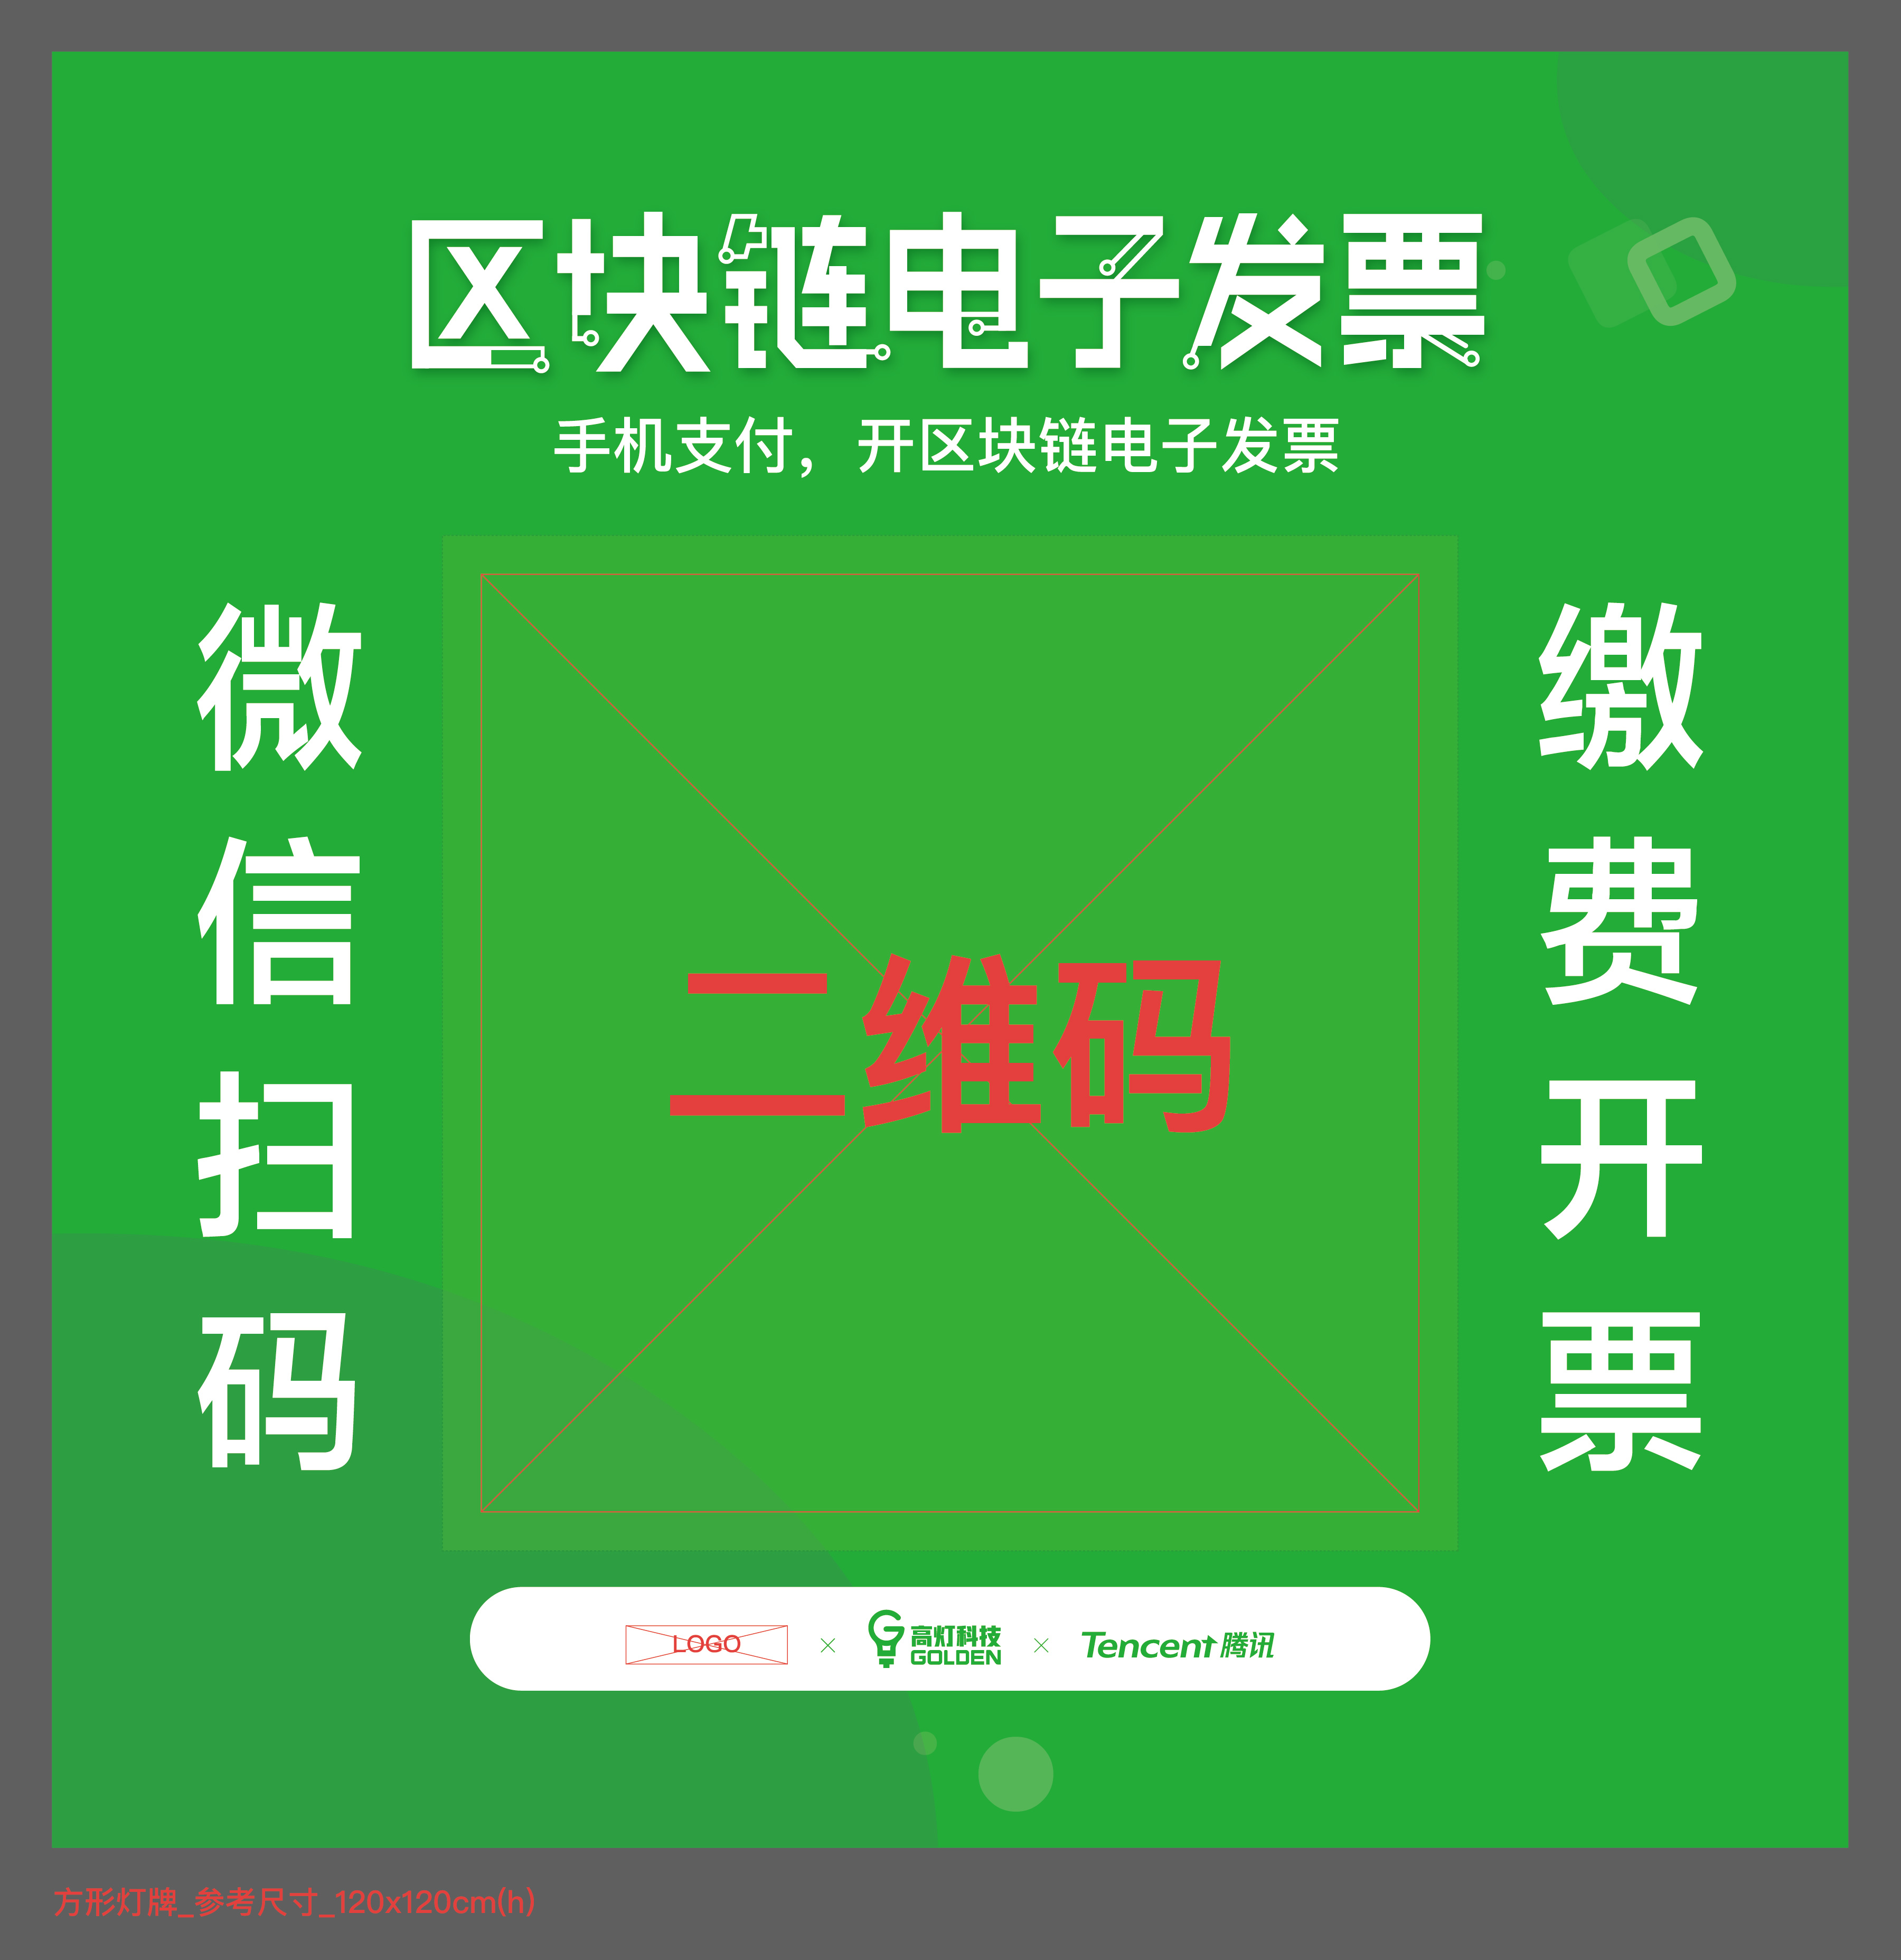 区块链电子发票
手机支付，开区块链电子发票
微信扫码
二维码
缴费开票
LOGO × 高灯科技 GOLDEN × Tencent 腾讯
方形灯牌_参考尺寸_120x120cm(h)